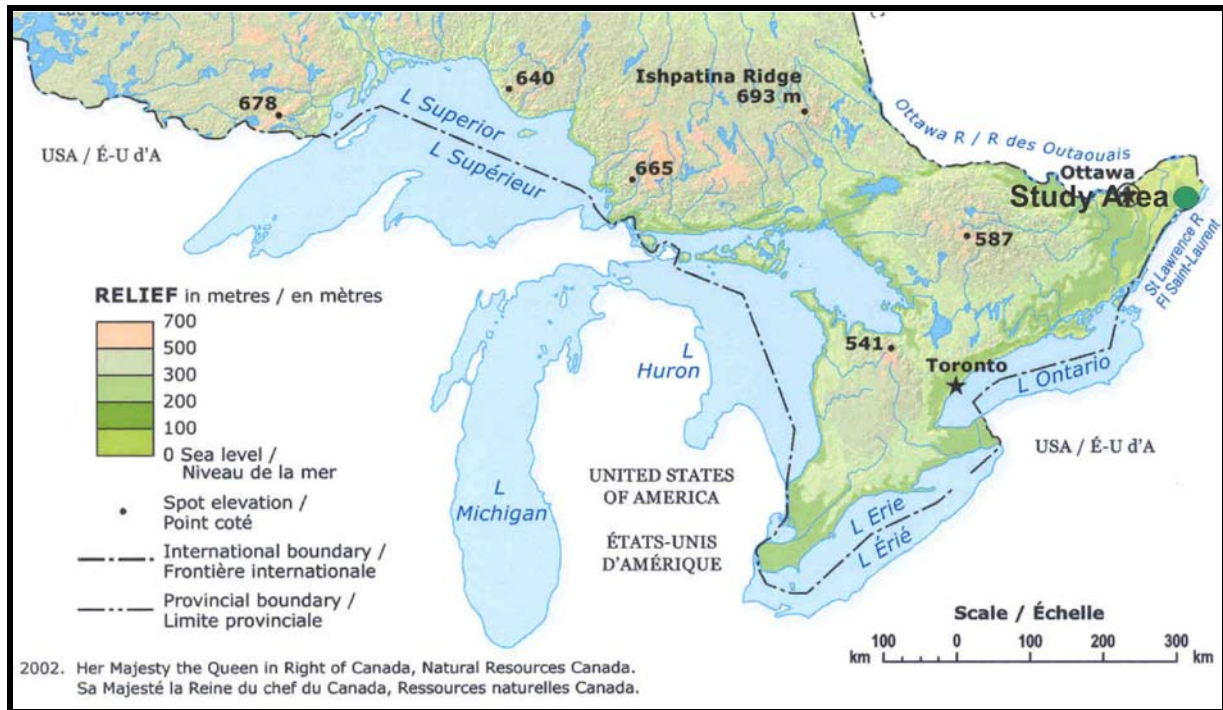 Lac des Bois
640
678
Ishpatina Ridge
693 m
L Superior
L Supérieur
USA / É-U d'A
665
Ottawa R / R des Outaouais
Ottawa
Study Area
587
St Lawrence R
Fl Saint-Laurent
RELIEF in metres / en mètres
700
500
300
200
100
0 Sea level /
Niveau de la mer
Spot elevation /
Point coté
International boundary /
Frontière internationale
Provincial boundary /
Limite provinciale
L
Huron
541
Toronto
L Ontario
USA / É-U d'A
L
Michigan
UNITED STATES
OF AMERICA
ÉTATS-UNIS
D'AMÉRIQUE
L Erie
L Érié
Scale / Échelle
100 0 100 200 300
km km
2002. Her Majesty the Queen in Right of Canada, Natural Resources Canada.
Sa Majesté la Reine du chef du Canada, Ressources naturelles Canada.